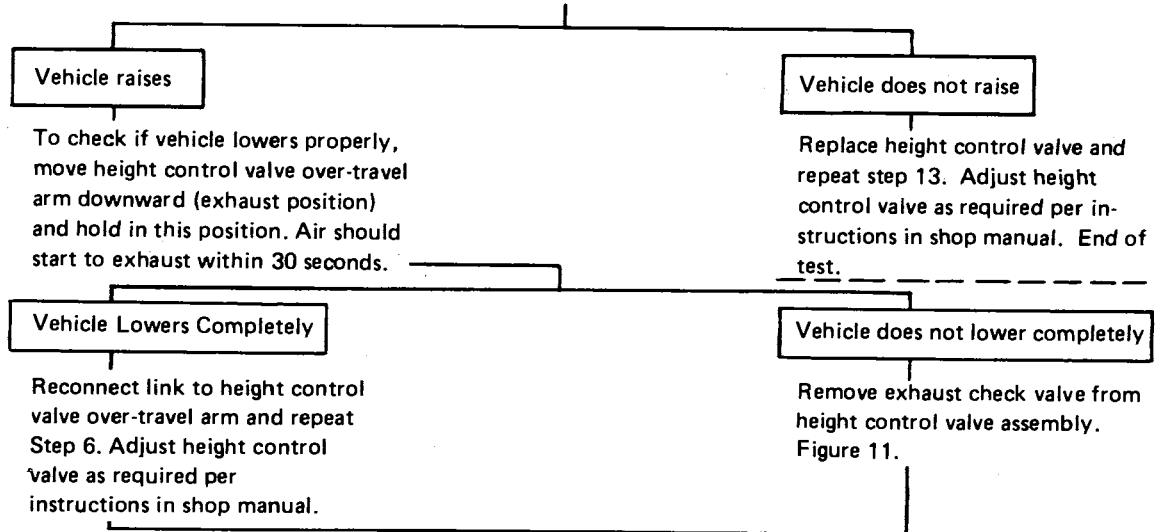 Vehicle raises
To check if vehicle lowers properly,
move height control valve over-travel
arm downward (exhaust position)
and hold in this position. Air should
start to exhaust within 30 seconds.
Vehicle does not raise
Replace height control valve and
repeat step 13. Adjust height
control valve as required per in-
structions in shop manual. End of
test.
Vehicle Lowers Completely
Reconnect link to height control
valve over-travel arm and repeat
Step 6. Adjust height control
valve as required per
instructions in shop manual.
Vehicle does not lower completely
Remove exhaust check valve from
height control valve assembly.
Figure 11.